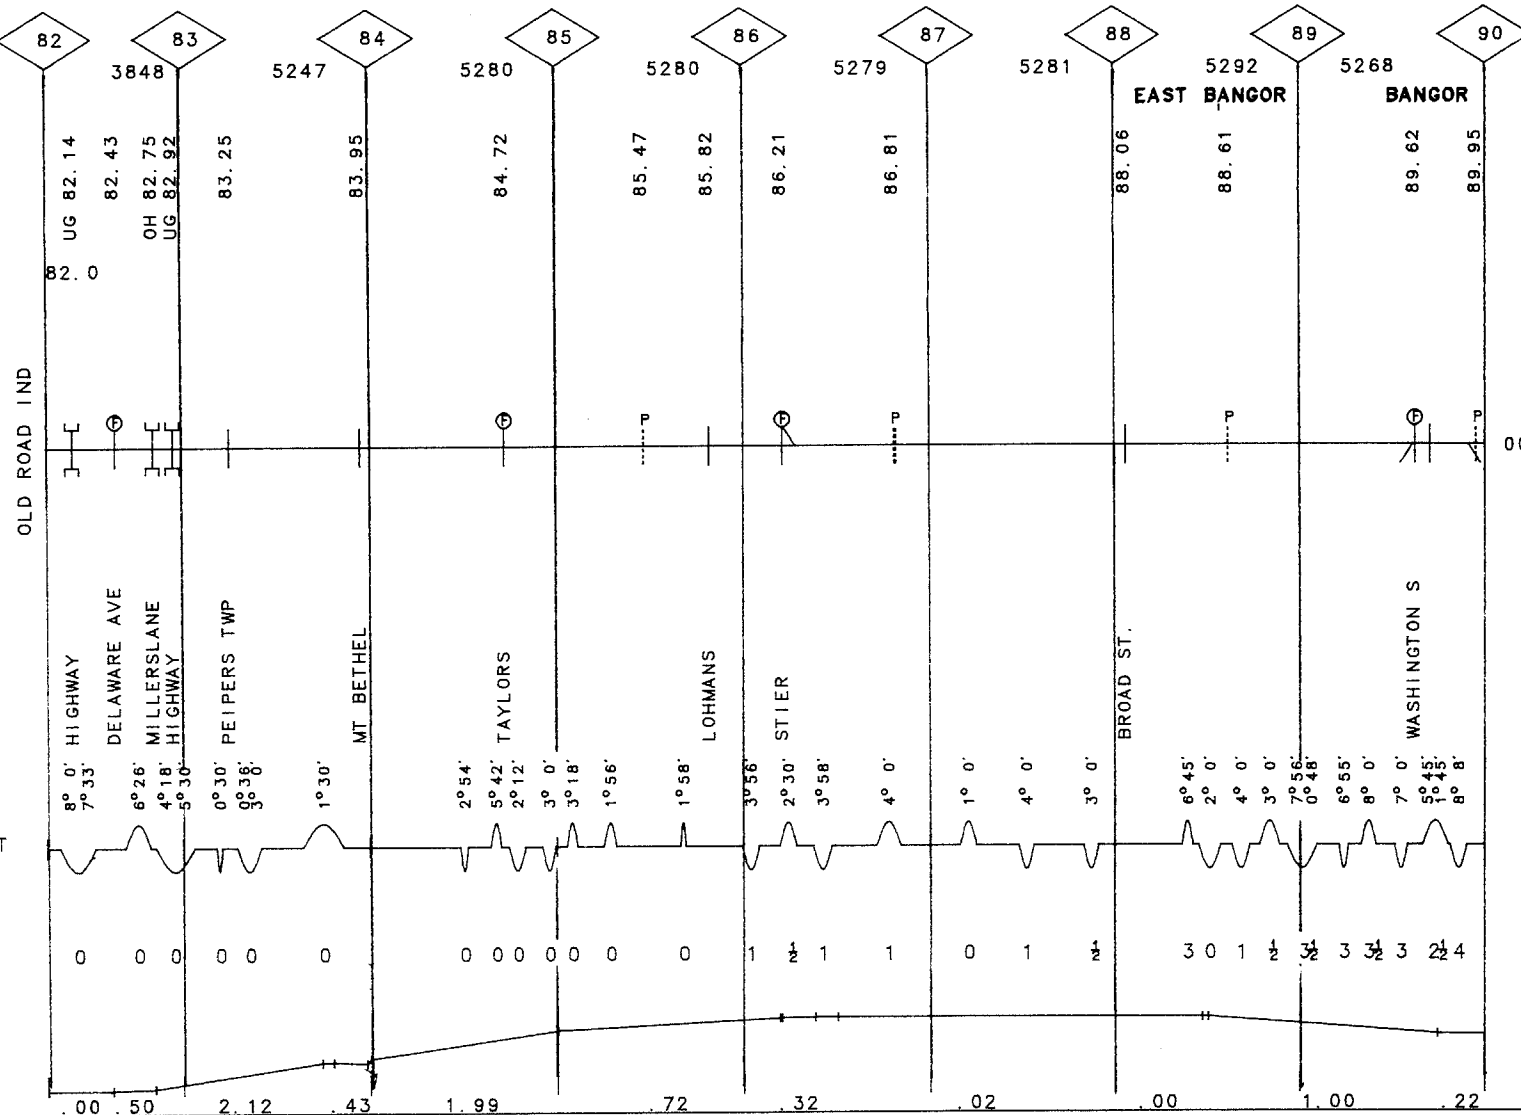 82 83 84 85 86 87 88 89 90
3848 5247 5280 5280 5279 5281 5292 5268
EAST BANGOR BANGOR
UG 82.14
82.43
OH 82.75
UG 82.92
83.25
83.95
84.72
85.47
85.82
86.21
86.81
88.06
88.61
89.62
89.95
82.0
OLD ROAD IND
F F P F P P F P
HIGHWAY
DELAWARE AVE
MILLERSLANE
HIGHWAY
PEIPERS TWP
MT BETHEL
TAYLORS
LOHMANS
STIER
BROAD ST.
WASHINGTON S
8° 0'
7°33'
6°26'
4°18'
5°30'
0°30'
0°36'
3° 0'
1°30'
2°54'
5°42'
2°12'
3° 0'
3°18'
1°56'
1°58'
3°56'
2°30'
3°58'
4° 0'
1° 0'
4° 0'
3° 0'
6°45'
2° 0'
4° 0'
3° 0'
7°51'
0°48'
6°55'
8° 0'
7° 0'
5°45'
1°45'
8° 8'
T
0 0 0 0 0 0 0 0 0 0 0 0 0 1 ½ 1 1 0 1 ½ 3 0 1 ½ 3½ 3 3½ 3 2½ 4
.00 .50 2.12 .43 1.99 .72 .32 .02 .00 1.00 .22